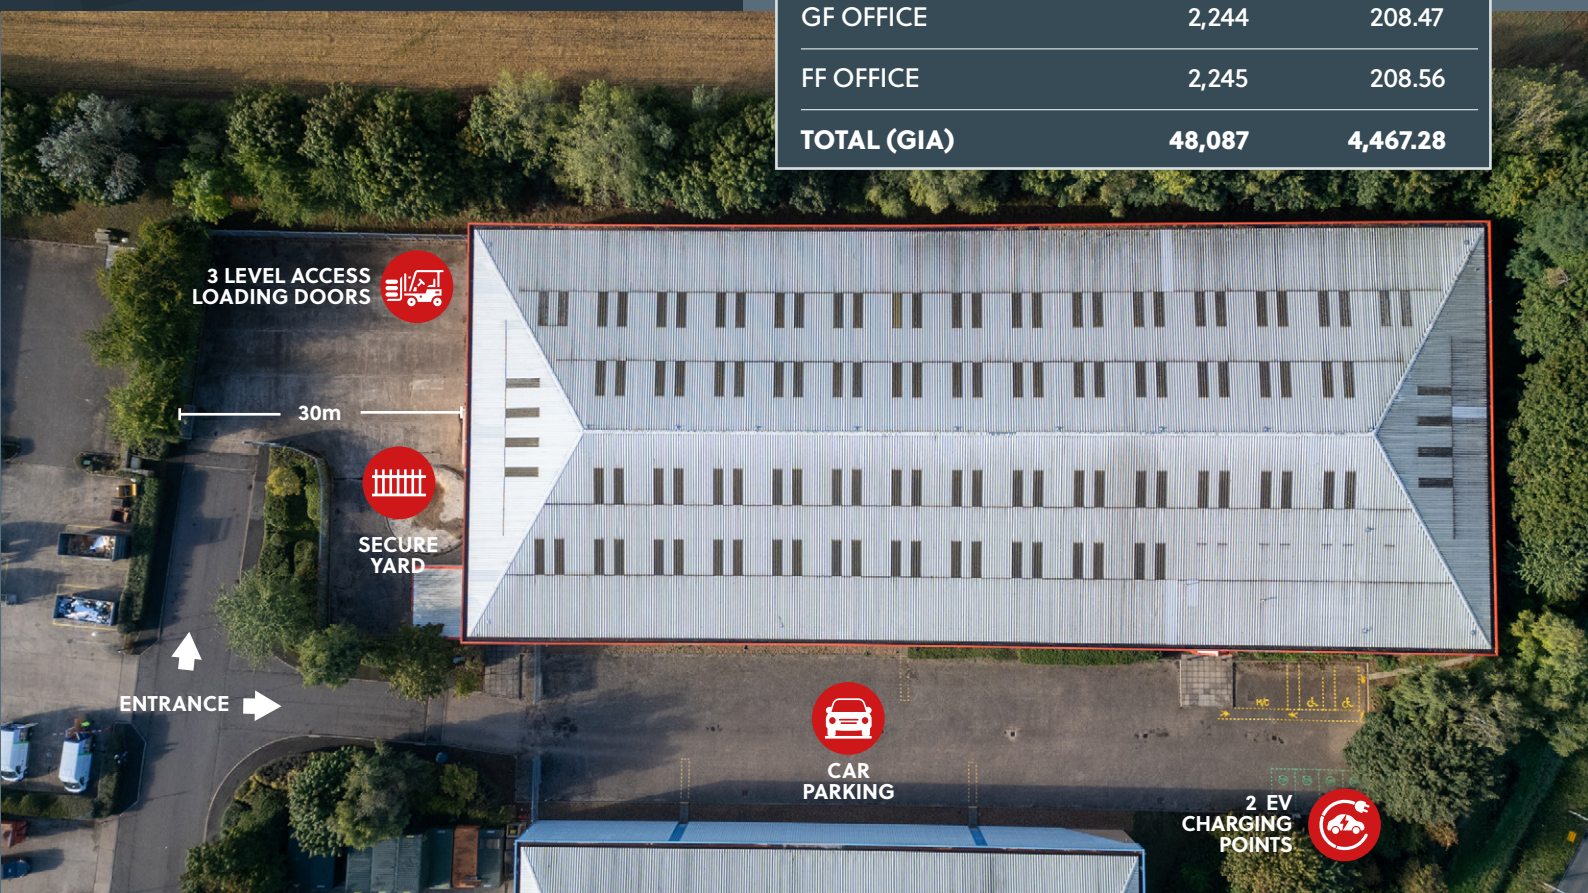 GF OFFICE 2,244 208.47
FF OFFICE 2,245 208.56
TOTAL (GIA) 48,087 4,467.28
3 LEVEL ACCESS
LOADING DOORS
30m
SECURE
YARD
ENTRANCE
CAR
PARKING
M/C
2 EV
CHARGING
POINTS